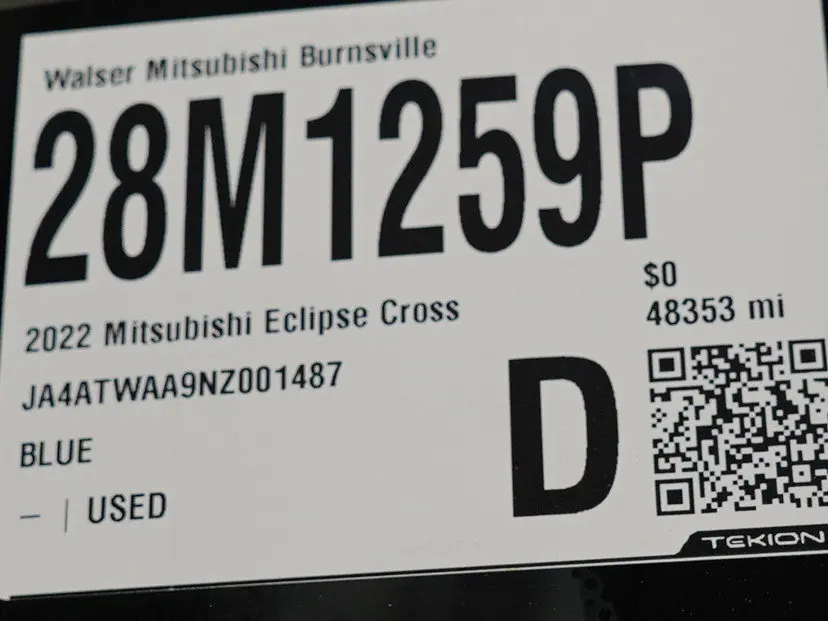 Walser Mitsubishi Burnsville
28M1259P
$0
48353 mi
2022 Mitsubishi Eclipse Cross
JA4ATWAA9NZ001487
BLUE
– | USED
D
TEKION